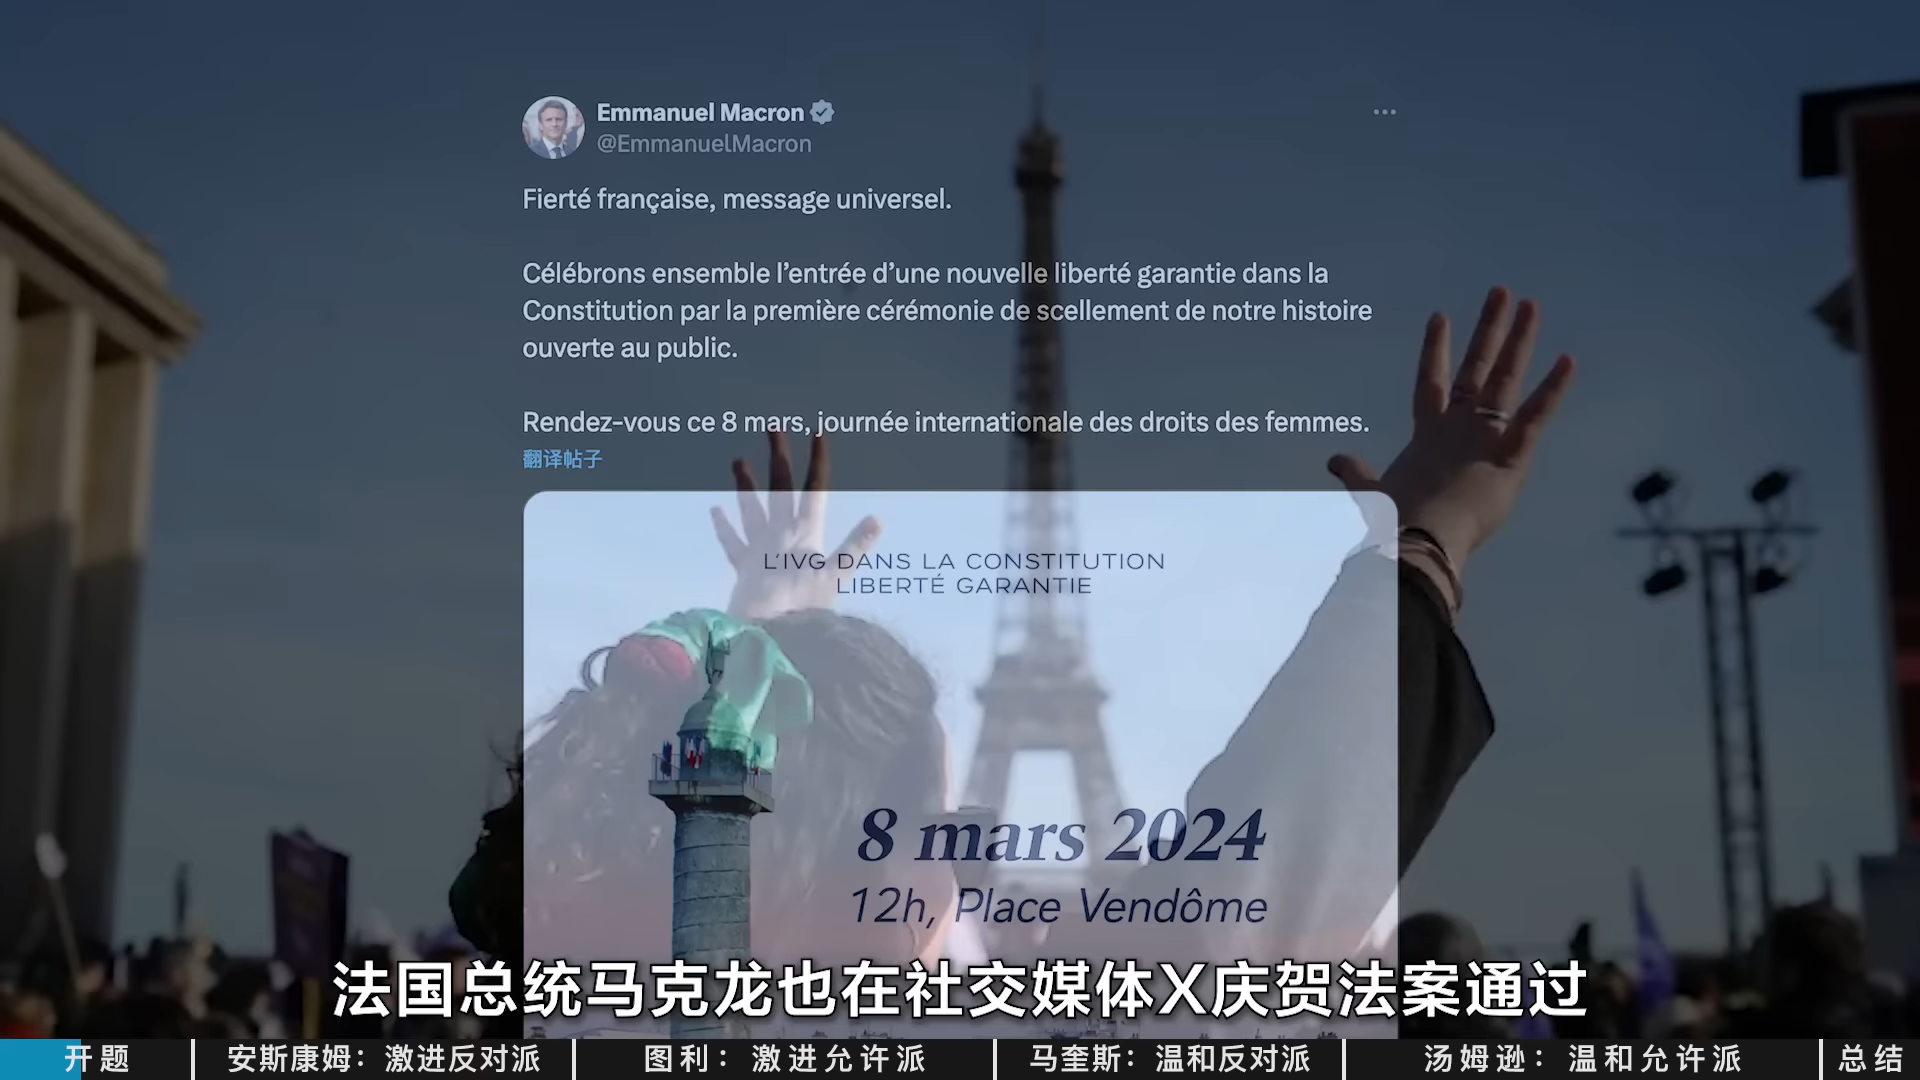 Emmanuel Macron
@EmmanuelMacron
Fierté française, message universel.
Célébrons ensemble l’entrée d’une nouvelle liberté garantie dans la
Constitution par la première cérémonie de scellement de notre histoire
ouverte au public.
Rendez-vous ce 8 mars, journée internationale des droits des femmes.
翻译帖子
L’IVG DANS LA CONSTITUTION
LIBERTÉ GARANTIE
8 mars 2024
12h, Place Vendôme
法国总统马克龙也在社交媒体X庆贺法案通过
开题
安斯康姆：激进反对派
图利：激进允许派
马奎斯：温和反对派
汤姆逊：温和允许派
总结